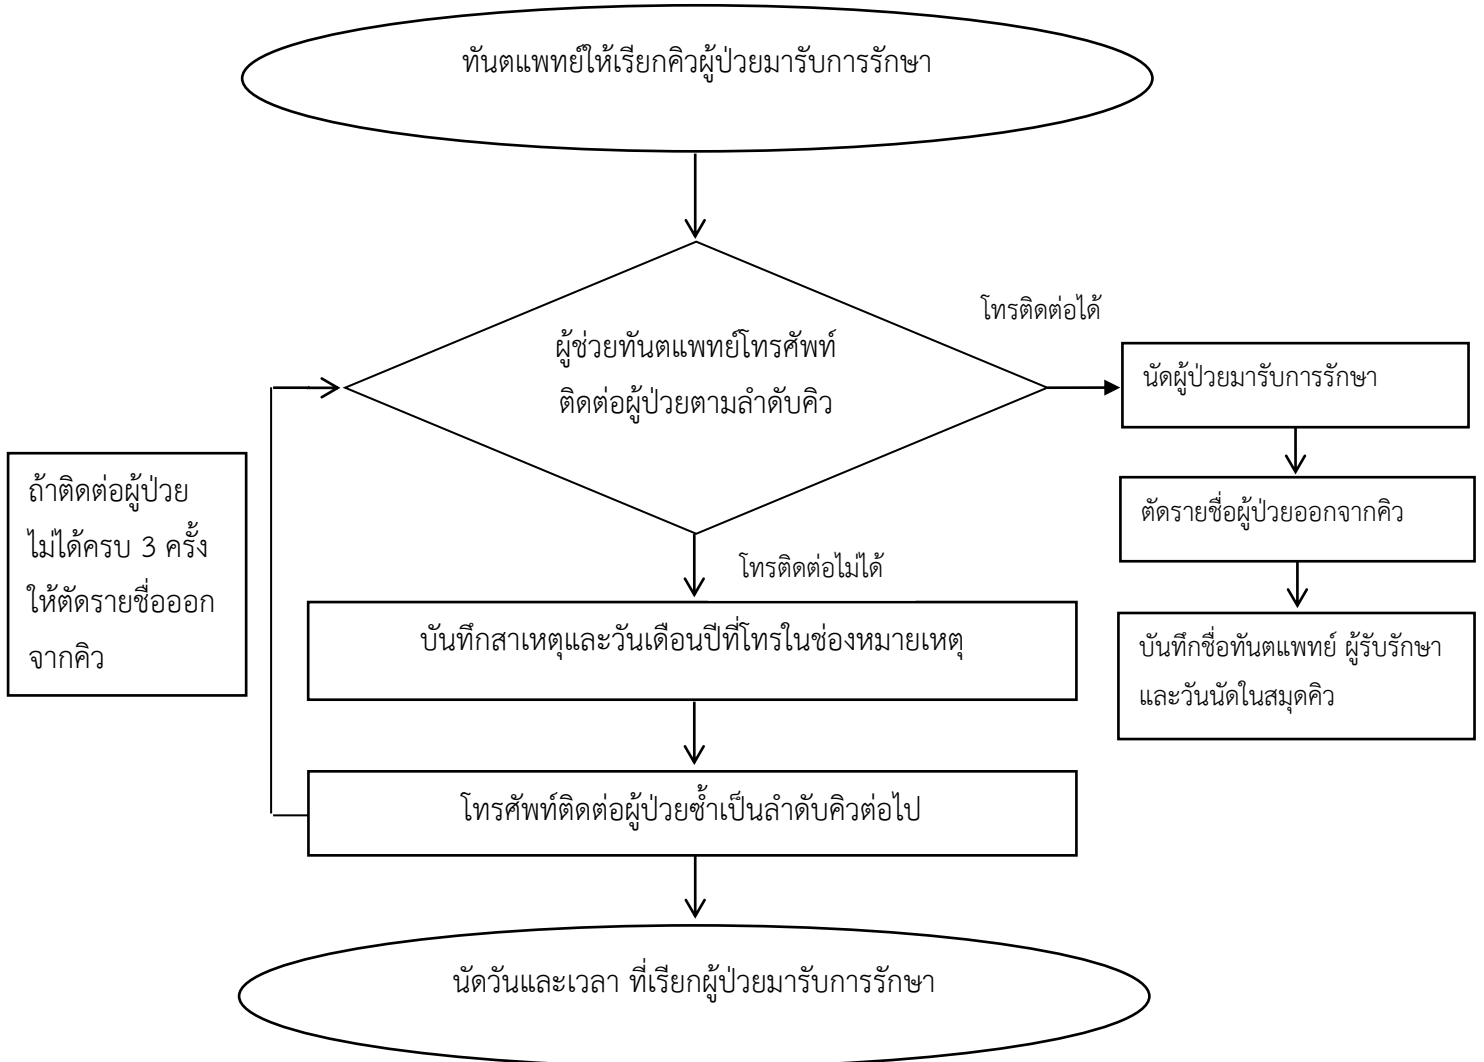 ทันตแพทย์ให้เรียกคิวผู้ป่วยมารับการรักษา
โทรติดต่อได้
ผู้ช่วยทันตแพทย์โทรศัพท์
ติดต่อผู้ป่วยตามลำดับคิว
นัดผู้ป่วยมารับการรักษา
ตัดรายชื่อผู้ป่วยออกจากคิว
บันทึกชื่อทันตแพทย์ ผู้รับรักษา
และวันนัดในสมุดคิว
ถ้าติดต่อผู้ป่วย
ไม่ได้ครบ 3 ครั้ง
ให้ตัดรายชื่อออก
จากคิว
โทรติดต่อไม่ได้
บันทึกสาเหตุและวันเดือนปีที่โทรในช่องหมายเหตุ
โทรศัพท์ติดต่อผู้ป่วยซ้ำเป็นลำดับคิวต่อไป
นัดวันและเวลา ที่เรียกผู้ป่วยมารับการรักษา